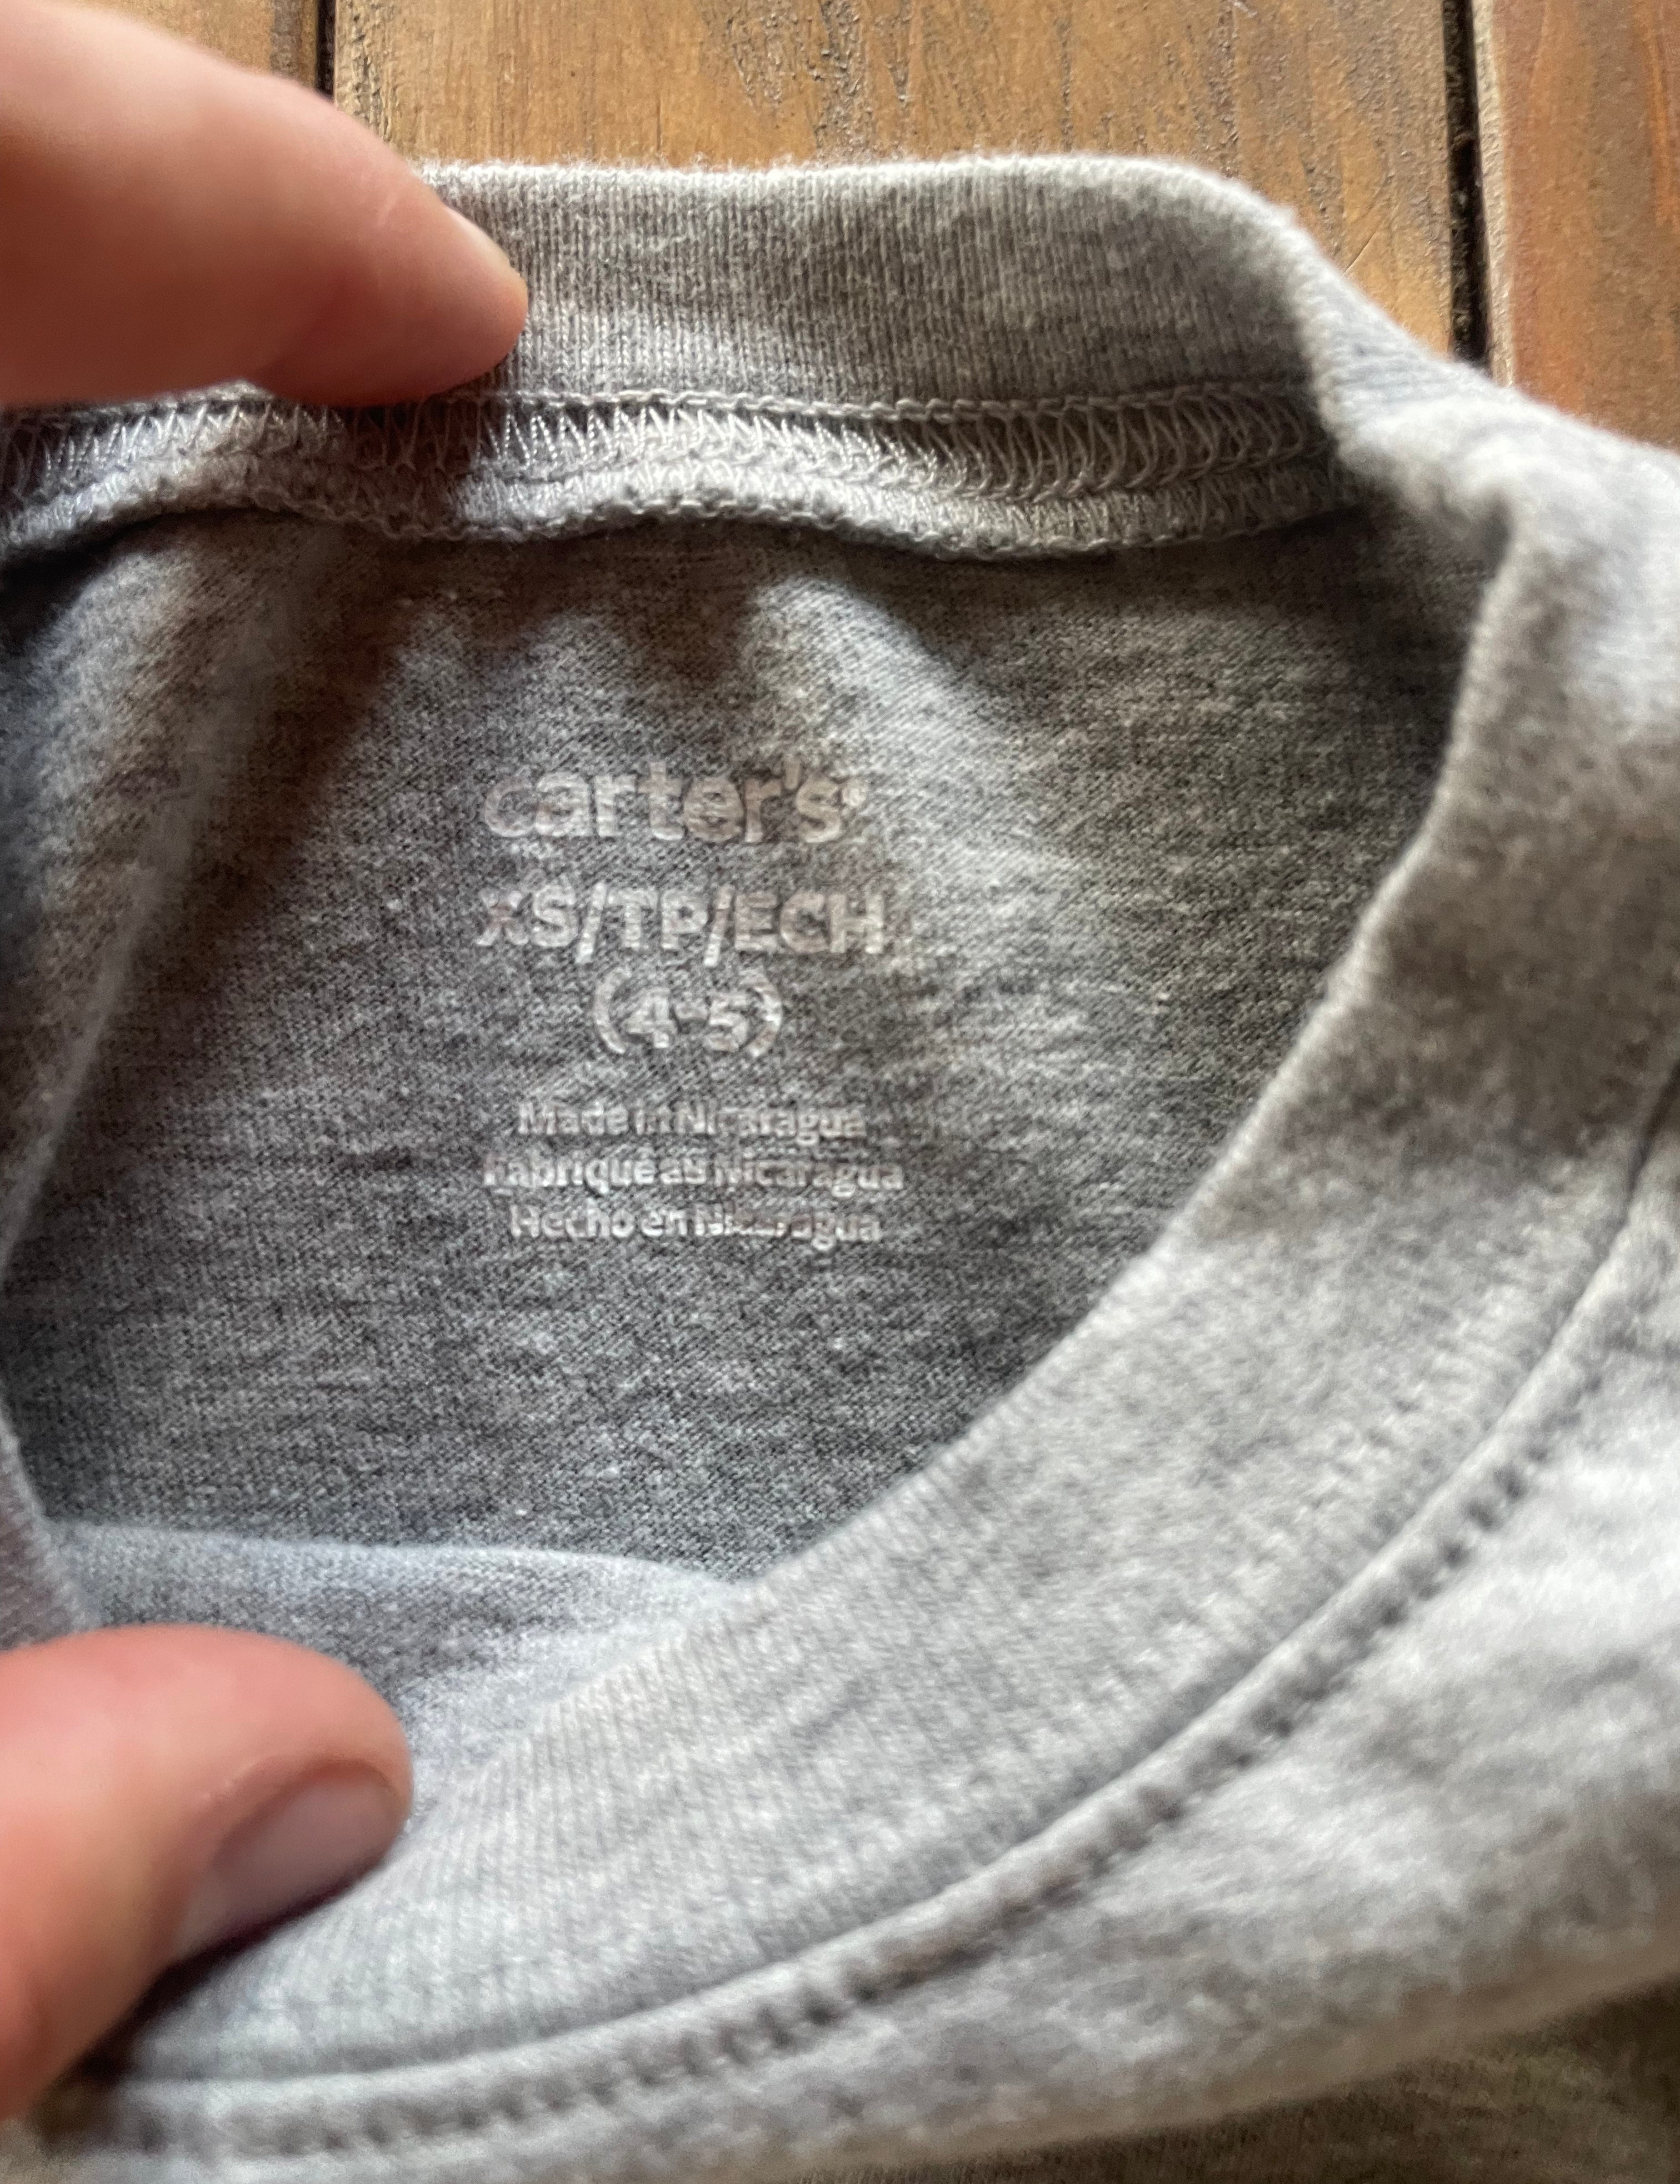 carter's®
XS/TP/ECH
(4-5)
Made in Nicaragua
Fabriqué au Nicaragua
Hecho en Nicaragua